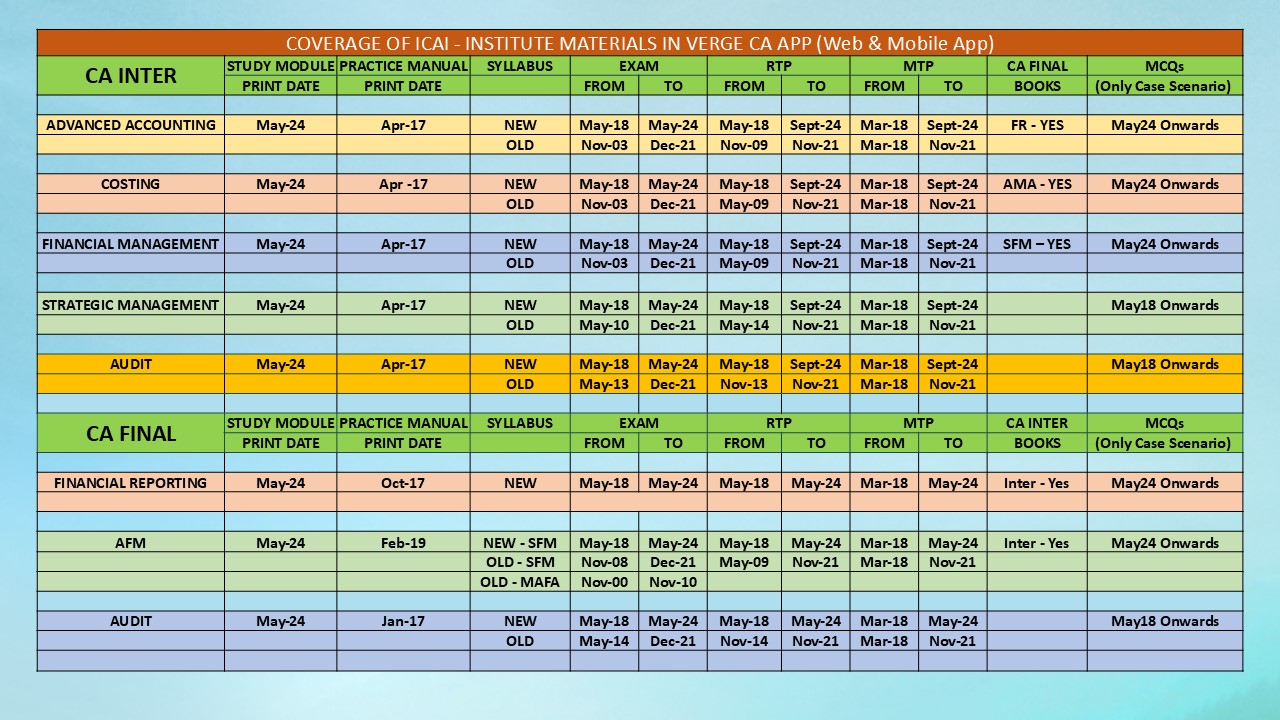 COVERAGE OF ICAI - INSTITUTE MATERIALS IN VERGE CA APP (Web & Mobile App)
CA INTER STUDY MODULE PRACTICE MANUAL SYLLABUS EXAM RTP MTP CA FINAL MCQs
PRINT DATE PRINT DATE FROM TO FROM TO FROM TO BOOKS (Only Case Scenario)
ADVANCED ACCOUNTING May-24 Apr-17 NEW May-18 May-24 May-18 Sept-24 Mar-18 Sept-24 FR - YES May24 Onwards
OLD Nov-03 Dec-21 Nov-09 Nov-21 Mar-18 Nov-21
COSTING May-24 Apr -17 NEW May-18 May-24 May-18 Sept-24 Mar-18 Sept-24 AMA - YES May24 Onwards
OLD Nov-03 Dec-21 May-09 Nov-21 Mar-18 Nov-21
FINANCIAL MANAGEMENT May-24 Apr-17 NEW May-18 May-24 May-18 Sept-24 Mar-18 Sept-24 SFM – YES May24 Onwards
OLD Nov-03 Dec-21 May-09 Nov-21 Mar-18 Nov-21
STRATEGIC MANAGEMENT May-24 Apr-17 NEW May-18 May-24 May-18 Sept-24 Mar-18 Sept-24 May18 Onwards
OLD May-10 Dec-21 May-14 Nov-21 Mar-18 Nov-21
AUDIT May-24 Apr-17 NEW May-18 May-24 May-18 Sept-24 Mar-18 Sept-24 May18 Onwards
OLD May-13 Dec-21 Nov-13 Nov-21 Mar-18 Nov-21
CA FINAL STUDY MODULE PRACTICE MANUAL SYLLABUS EXAM RTP MTP CA INTER MCQs
PRINT DATE PRINT DATE FROM TO FROM TO FROM TO BOOKS (Only Case Scenario)
FINANCIAL REPORTING May-24 Oct-17 NEW May-18 May-24 May-18 May-24 Mar-18 May-24 Inter - Yes May24 Onwards
AFM May-24 Feb-19 NEW - SFM May-18 May-24 May-18 May-24 Mar-18 May-24 Inter - Yes May24 Onwards
OLD - SFM Nov-08 Dec-21 May-09 Nov-21 Mar-18 Nov-21
OLD - MAFA Nov-00 Nov-10
AUDIT May-24 Jan-17 NEW May-18 May-24 May-18 May-24 Mar-18 May-24 May18 Onwards
OLD May-14 Dec-21 Nov-14 Nov-21 Mar-18 Nov-21